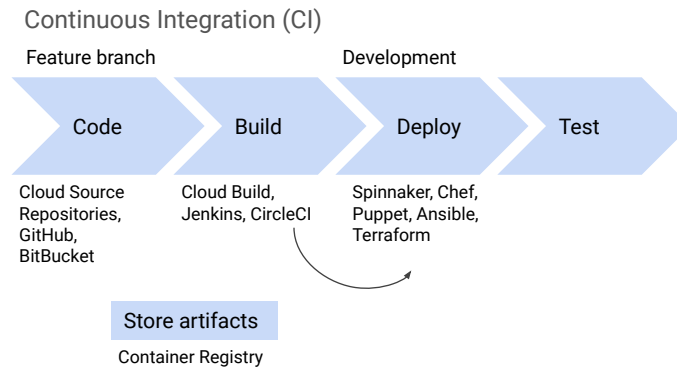 Continuous Integration (CI)
Feature branch
Development
Code
Build
Deploy
Test
Cloud Source
Repositories,
GitHub,
BitBucket
Cloud Build,
Jenkins, CircleCI
Spinnaker, Chef,
Puppet, Ansible,
Terraform
Store artifacts
Container Registry